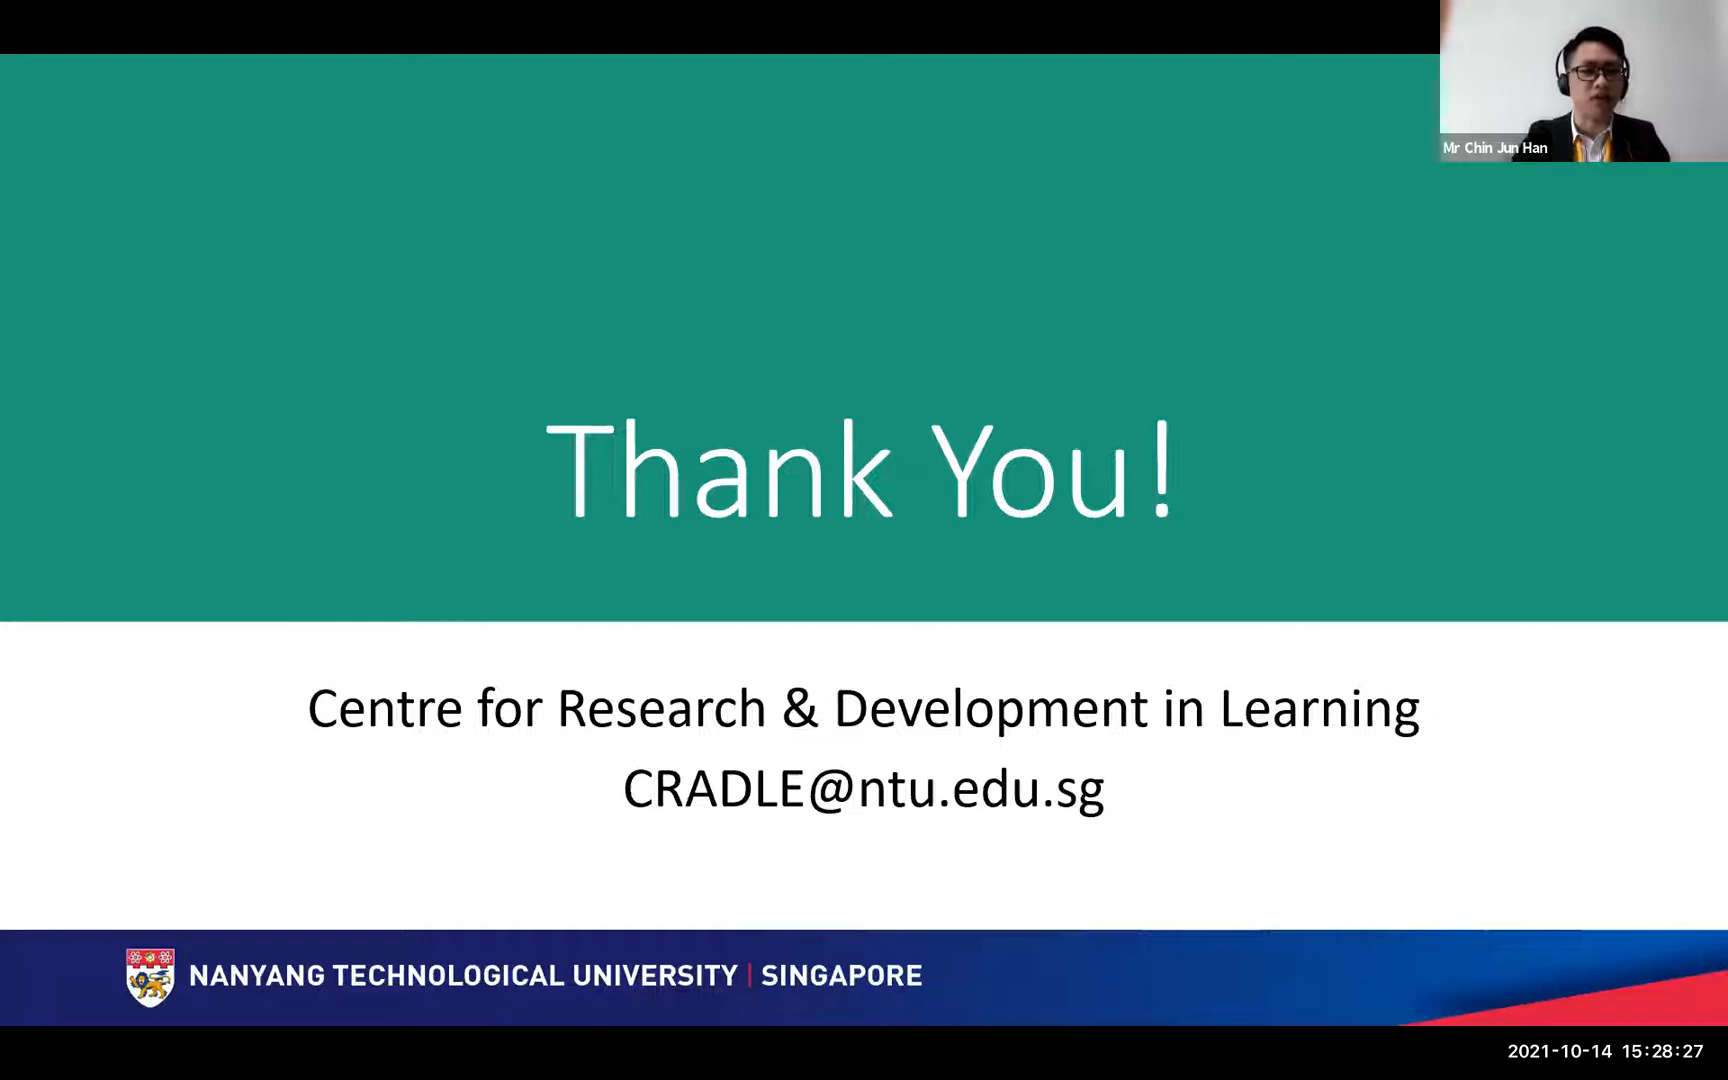 Mr Chin Jun Han
Thank You!
Centre for Research & Development in Learning
CRADLE@ntu.edu.sg
NANYANG TECHNOLOGICAL UNIVERSITY | SINGAPORE
2021-10-14 15:28:27